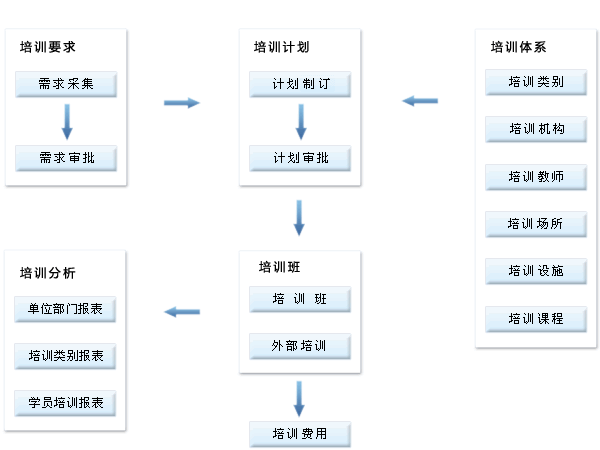 培训要求
需求采集
需求审批
培训计划
计划制订
计划审批
培训体系
培训类别
培训机构
培训教师
培训场所
培训设施
培训课程
培训分析
单位部门报表
培训类别报表
学员培训报表
培训班
培 训 班
外部培训
培训费用